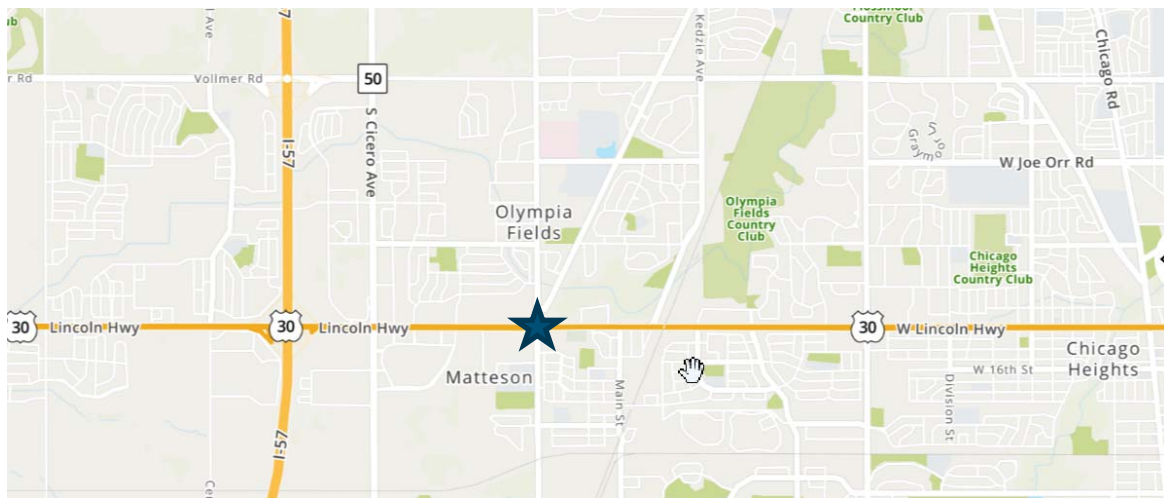 Flossmoor
Country Club
Kedzie Ave
Chicago Rd
Vollmer Rd
50
I-57
S Cicero Ave
W Joe Orr Rd
Olympia
Fields
Olympia
Fields
Country
Club
Chicago
Heights
Country Club
30
Lincoln Hwy
30
Lincoln Hwy
30
W Lincoln Hwy
Chicago
Heights
Matteson
Main St
W 16th St
Division St
I-57